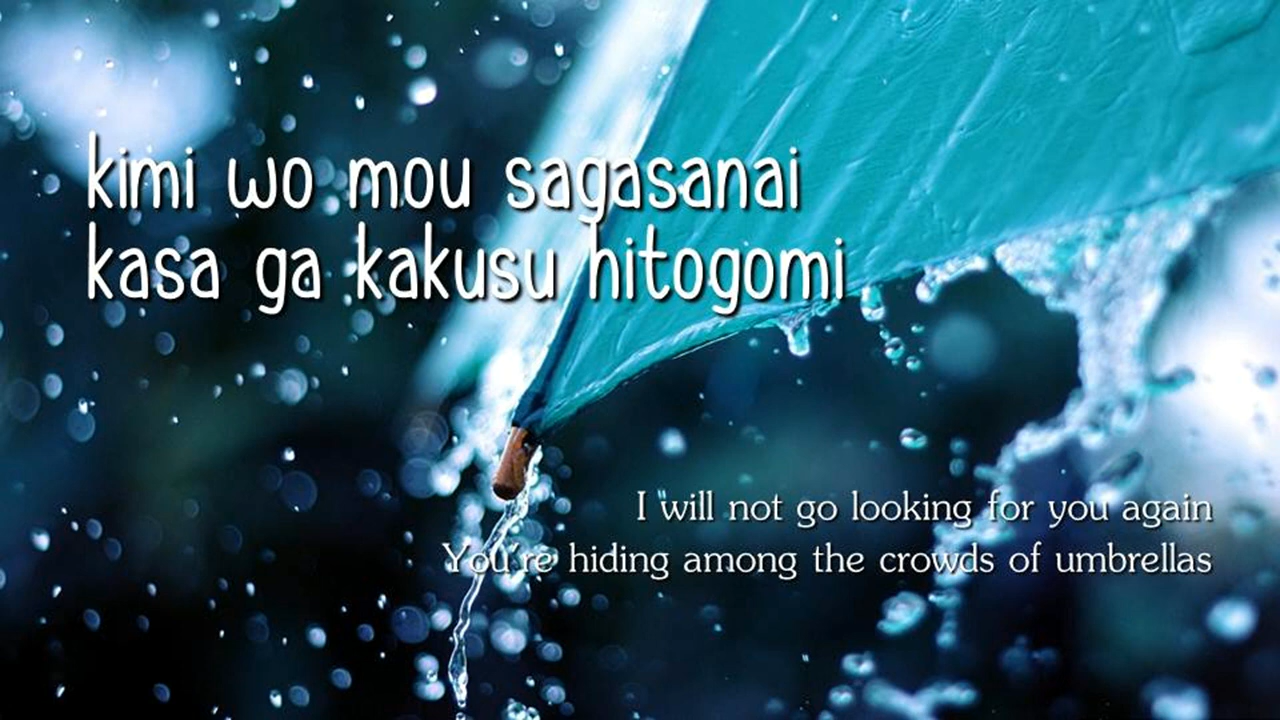 kimi wo mou sagasanai
kasa ga kakusu hitogomi
I will not go looking for you again
You're hiding among the crowds of umbrellas